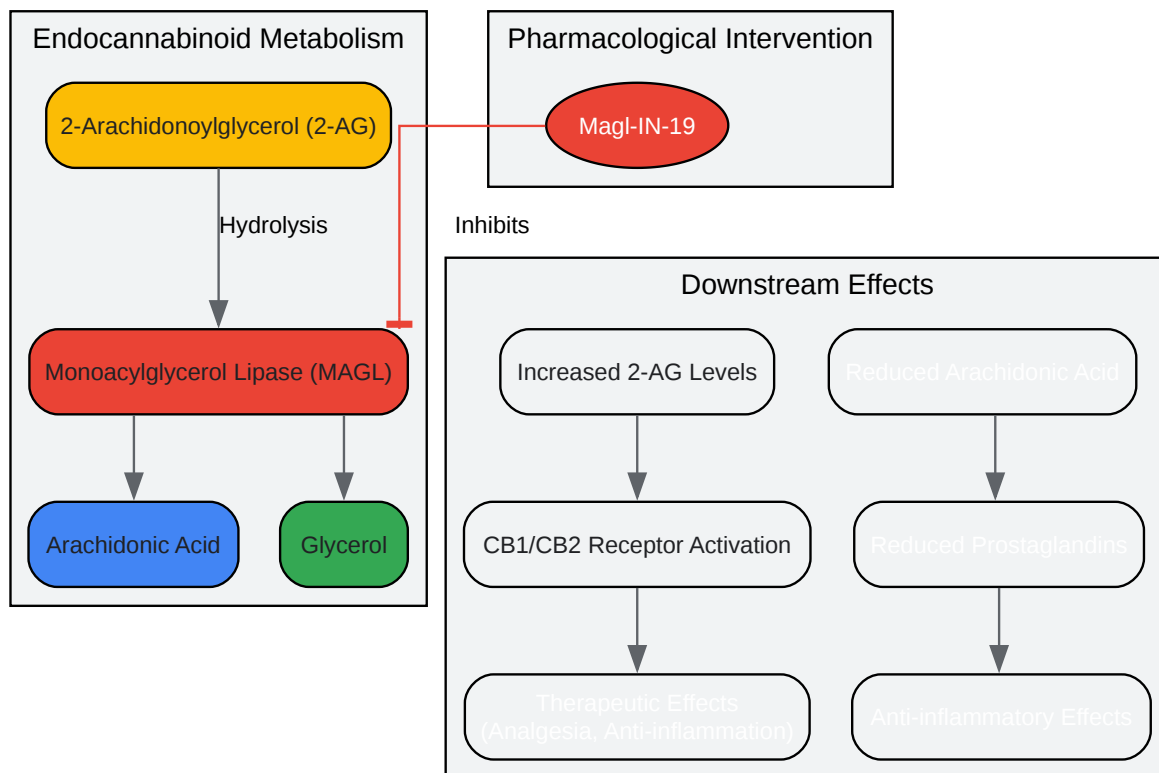 Endocannabinoid Metabolism
2-Arachidonoylglycerol (2-AG)
Hydrolysis
Monoacylglycerol Lipase (MAGL)
Arachidonic Acid
Glycerol
Pharmacological Intervention
Magl-IN-19
Inhibits
Downstream Effects
Increased 2-AG Levels
CB1/CB2 Receptor Activation
Therapeutic Effects
(Analgesia, Anti-inflammation)
Reduced Arachidonic Acid
Reduced Prostaglandins
Anti-inflammatory Effects